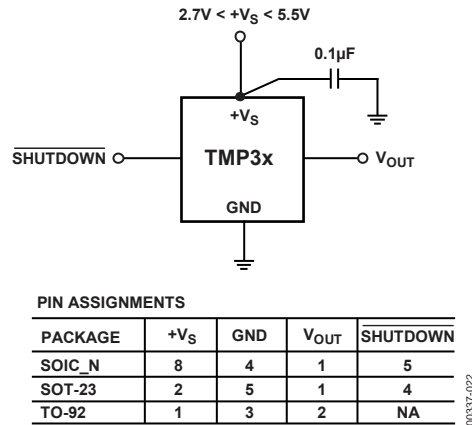 2.7V < +VS < 5.5V
0.1µF
+VS
SHUTDOWN
TMP3x
VOUT
GND
PIN ASSIGNMENTS
PACKAGE +VS GND VOUT SHUTDOWN
SOIC_N 8 4 1 5
SOT-23 2 5 1 4
TO-92 1 3 2 NA
00337-022